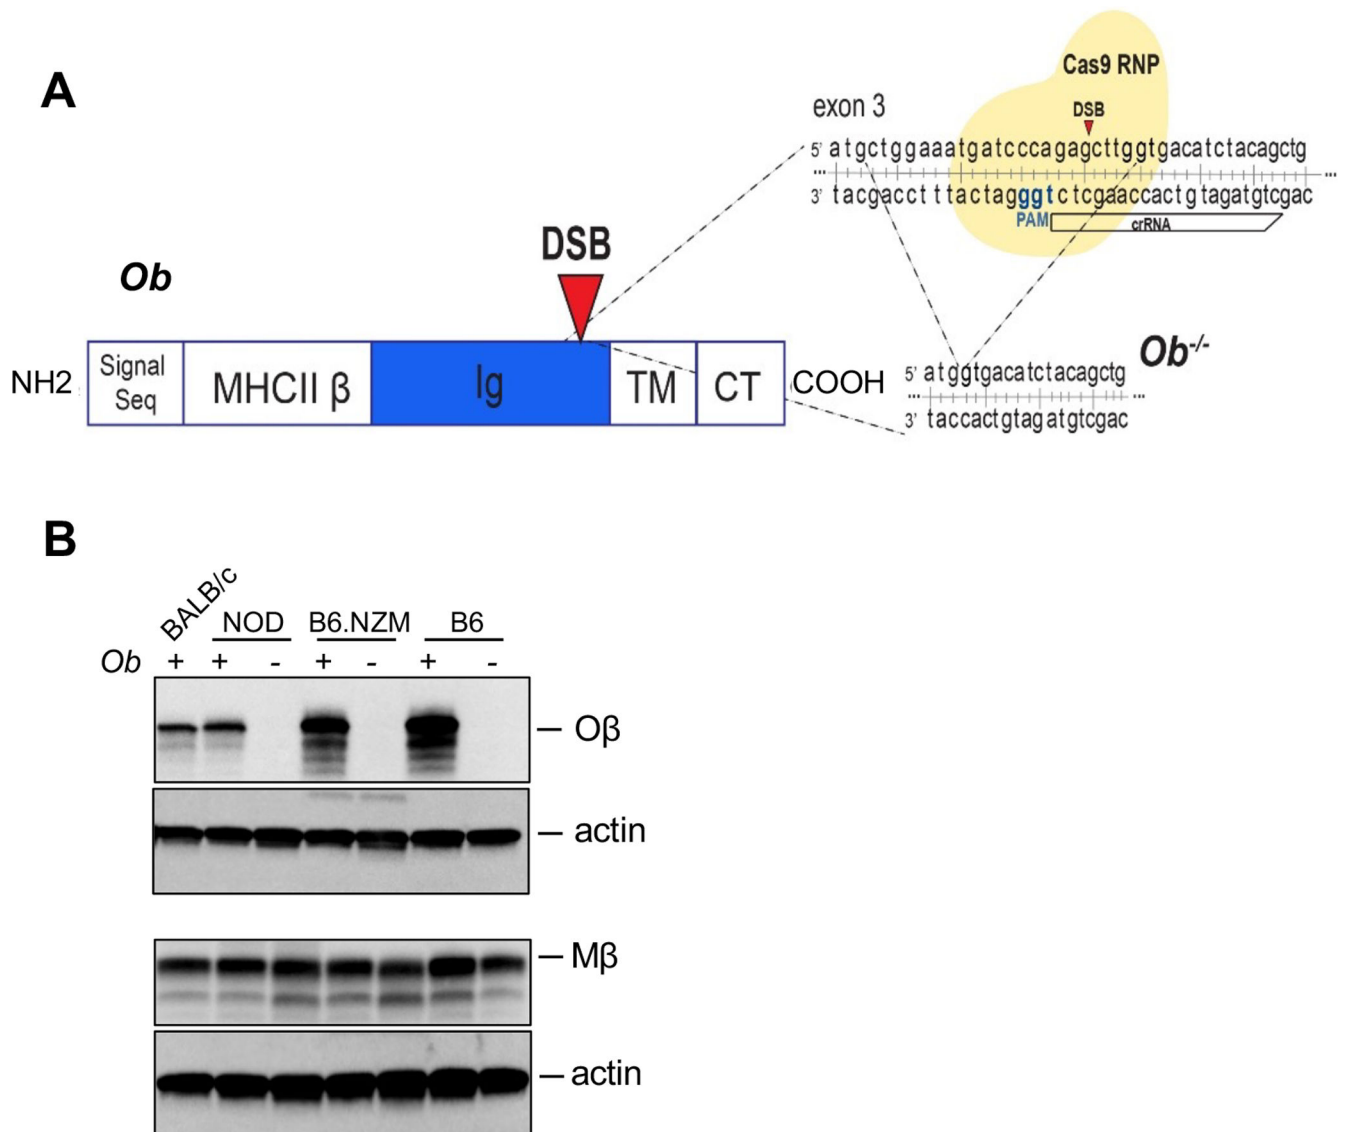 A
Cas9 RNP
DSB
exon 3
5' atgctggaaatgatcccagagcttggtgacatctacagctg
... ...
3' tacgacctttactagggtctcgaaccactgtagatgtcgac
PAM
crRNA
DSB
Ob
Ob-/-
NH2
Signal Seq
MHCII β
Ig
TM
CT
COOH
5' atggtgacatctacagctg
... ...
3' taccactgtagatgtcgac
B
BALB/c
NOD B6.NZM B6
Ob + + - + - + -
Oβ
actin
Mβ
actin